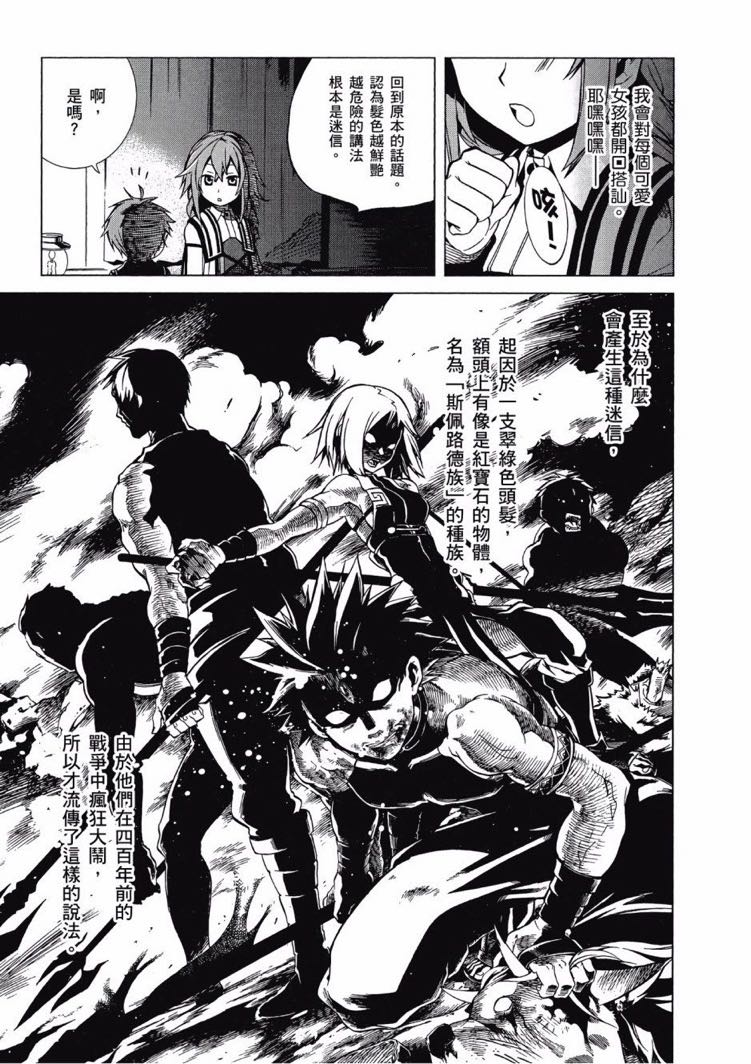 我會對每個可愛
女孩都開口搭訕。
耶嘿嘿嘿——
咳!
回到原本的話題。
認為髮色越鮮艷
越危險的講法
根本是迷信。
啊,
是嗎?
至於為什麼
會產生這種迷信,
起因於一支翠綠色頭髮,
額頭上有像是紅寶石的物體,
名為「斯佩路德族』的種族。
由於他們在四百年前的
戰爭中瘋狂大鬧,
所以才流傳了這樣的說法。